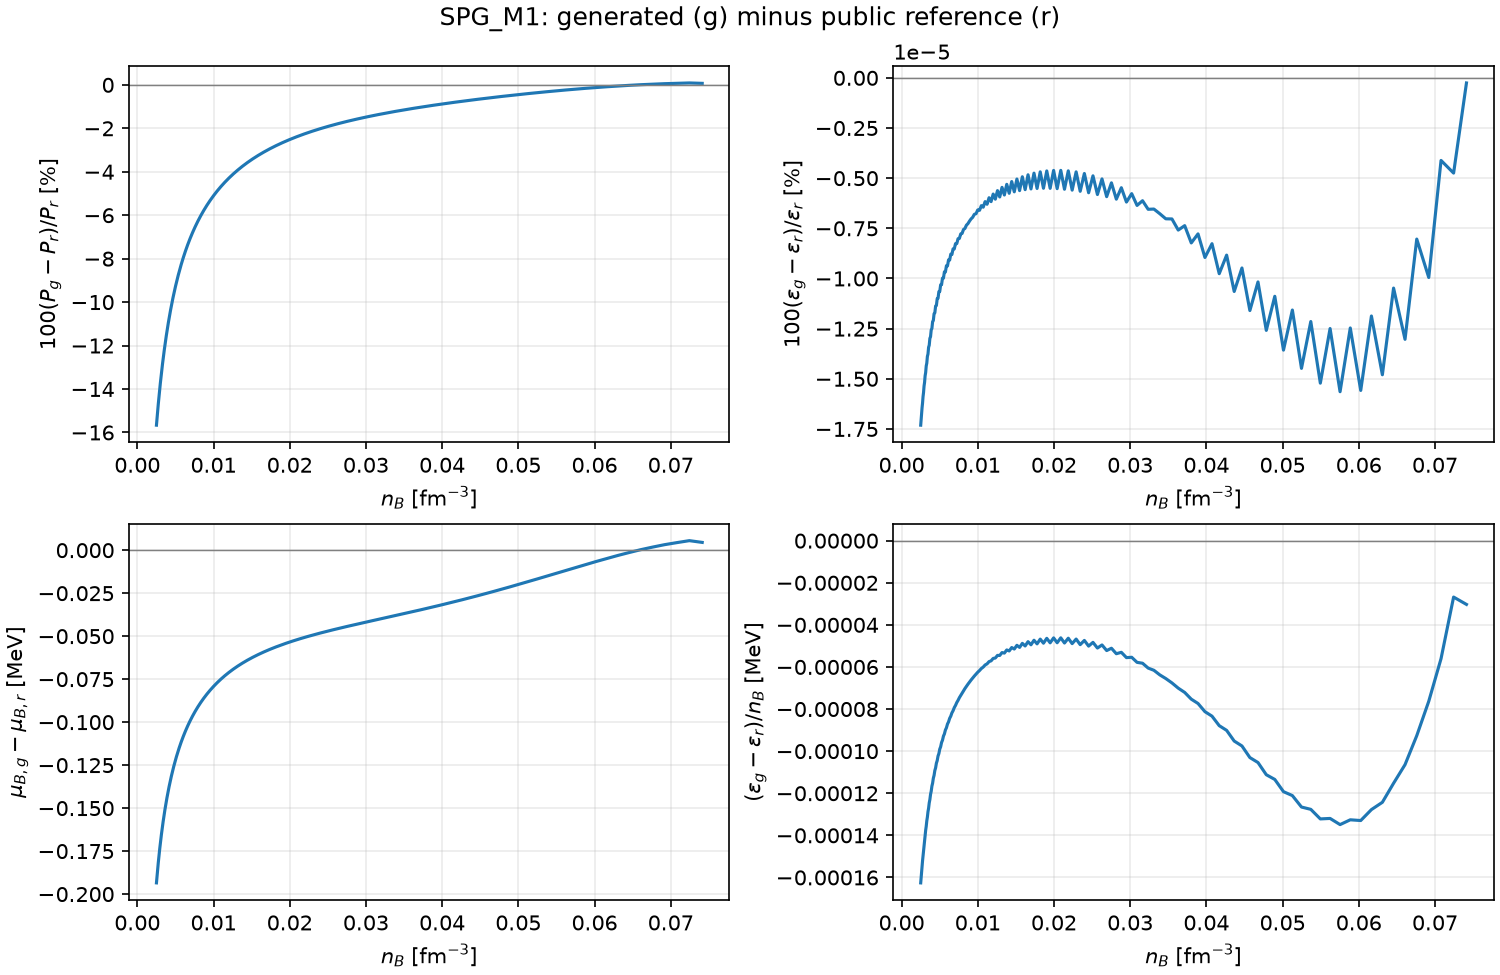 SPG_M1: generated (g) minus public reference (r)
100(P_g − P_r)/P_r [%]
0
−2
−4
−6
−8
−10
−12
−14
−16
0.00 0.01 0.02 0.03 0.04 0.05 0.06 0.07
n_B [fm⁻³]
1e−5
100(ε_g − ε_r)/ε_r [%]
0.00
−0.25
−0.50
−0.75
−1.00
−1.25
−1.50
−1.75
0.00 0.01 0.02 0.03 0.04 0.05 0.06 0.07
n_B [fm⁻³]
μ_{B,g} − μ_{B,r} [MeV]
0.000
−0.025
−0.050
−0.075
−0.100
−0.125
−0.150
−0.175
−0.200
0.00 0.01 0.02 0.03 0.04 0.05 0.06 0.07
n_B [fm⁻³]
(ε_g − ε_r)/n_B [MeV]
0.00000
−0.00002
−0.00004
−0.00006
−0.00008
−0.00010
−0.00012
−0.00014
−0.00016
0.00 0.01 0.02 0.03 0.04 0.05 0.06 0.07
n_B [fm⁻³]